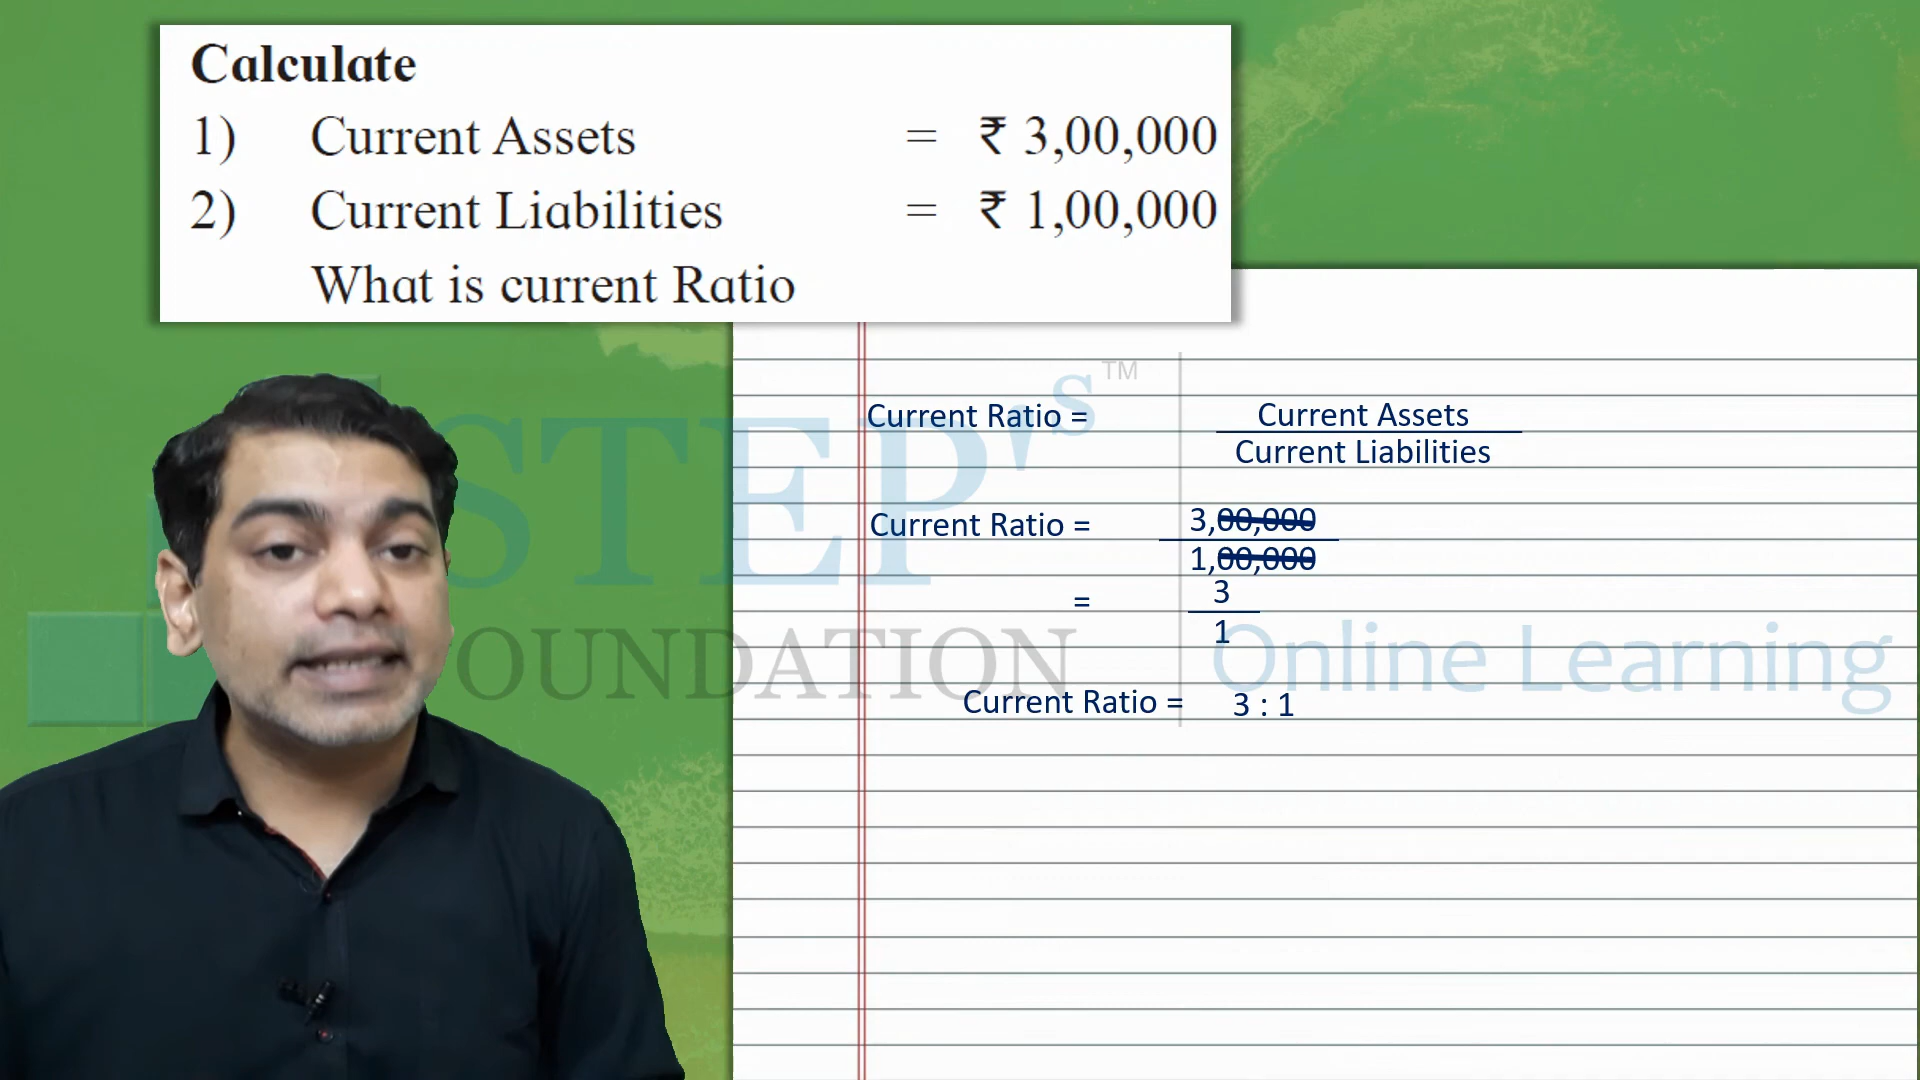 Calculate
1) Current Assets = ₹ 3,00,000
2) Current Liabilities = ₹ 1,00,000
What is current Ratio
STEP's TM
OUNDATION
Online Learning
Current Ratio = Current Assets
Current Liabilities
Current Ratio = 3,00,000
1,00,000
= 3
1
Current Ratio = 3 : 1